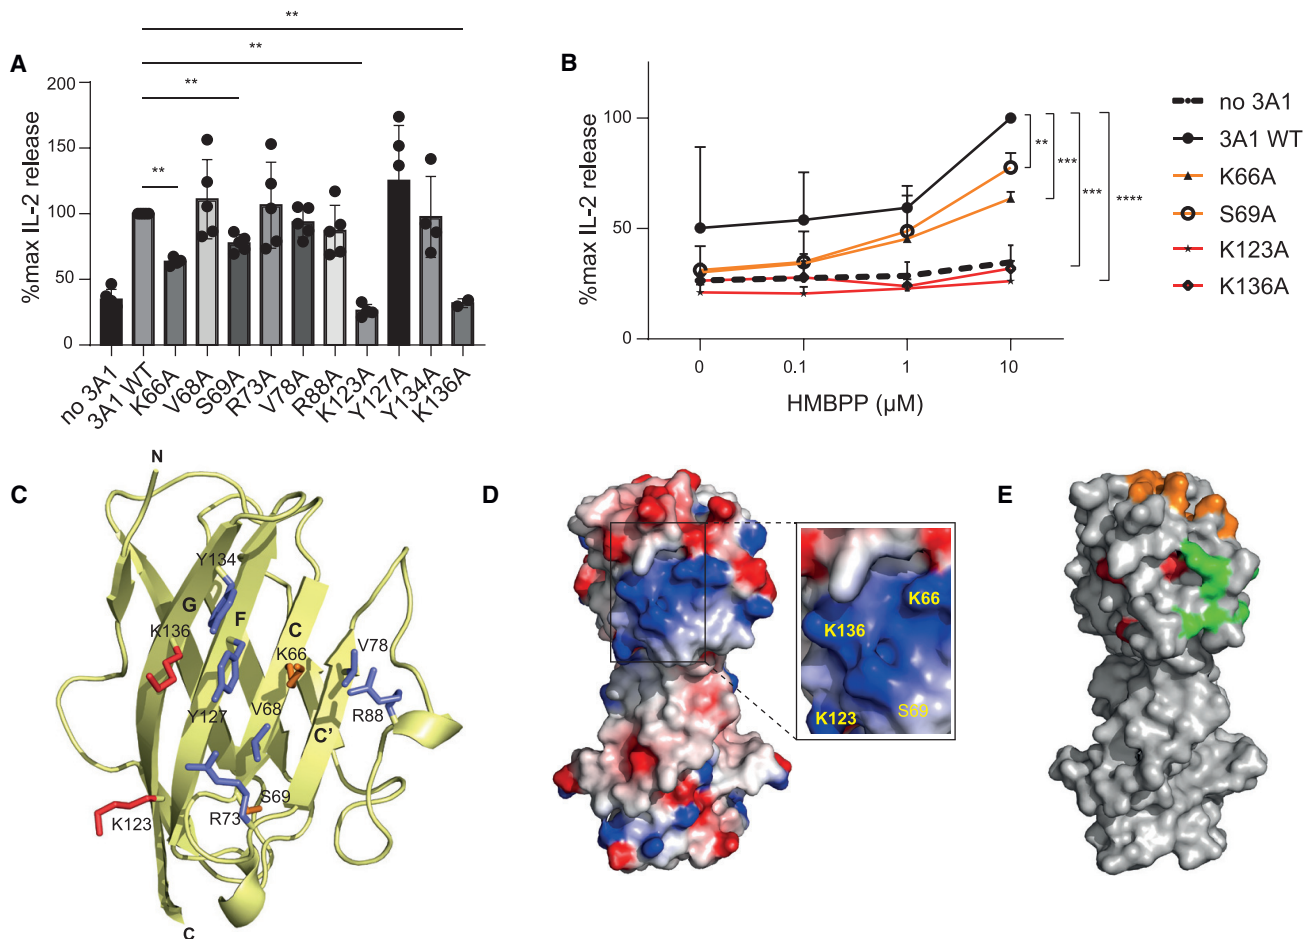 A
**
**
**
**
%max IL-2 release
200
150
100
50
0
no 3A1
3A1 WT
K66A
V68A
S69A
R73A
V78A
R88A
K123A
Y127A
Y134A
K136A
B
%max IL-2 release
100
50
0
0
0.1
1
10
HMBPP (µM)
**
***
***
****
no 3A1
3A1 WT
K66A
S69A
K123A
K136A
C
N
Y134
G
F
C
K136
K66
V78
Y127
V68
R88
C'
S69
K123
R73
C
D
K66
K136
K123
S69
E